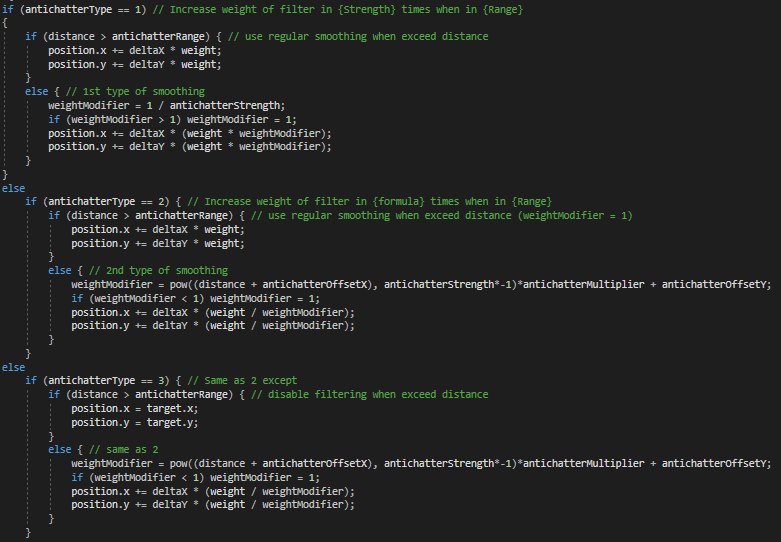 if (antichatterType == 1) // Increase weight of filter in {Strength} times when in {Range}
{
if (distance > antichatterRange) { // use regular smoothing when exceed distance
position.x += deltaX * weight;
position.y += deltaY * weight;
}
else { // 1st type of smoothing
weightModifier = 1 / antichatterStrength;
if (weightModifier > 1) weightModifier = 1;
position.x += deltaX * (weight * weightModifier);
position.y += deltaY * (weight * weightModifier);
}
}
else
if (antichatterType == 2) { // Increase weight of filter in {formula} times when in {Range}
if (distance > antichatterRange) { // use regular smoothing when exceed distance (weightModifier = 1)
position.x += deltaX * weight;
position.y += deltaY * weight;
}
else { // 2nd type of smoothing
weightModifier = pow((distance + antichatterOffsetX), antichatterStrength*-1)*antichatterMultiplier + antichatterOffsetY;
if (weightModifier < 1) weightModifier = 1;
position.x += deltaX * (weight / weightModifier);
position.y += deltaY * (weight / weightModifier);
}
}
else
if (antichatterType == 3) { // Same as 2 except
if (distance > antichatterRange) { // disable filtering when exceed distance
position.x = target.x;
position.y = target.y;
}
else { // same as 2
weightModifier = pow((distance + antichatterOffsetX), antichatterStrength*-1)*antichatterMultiplier + antichatterOffsetY;
if (weightModifier < 1) weightModifier = 1;
position.x += deltaX * (weight / weightModifier);
position.y += deltaY * (weight / weightModifier);
}
}